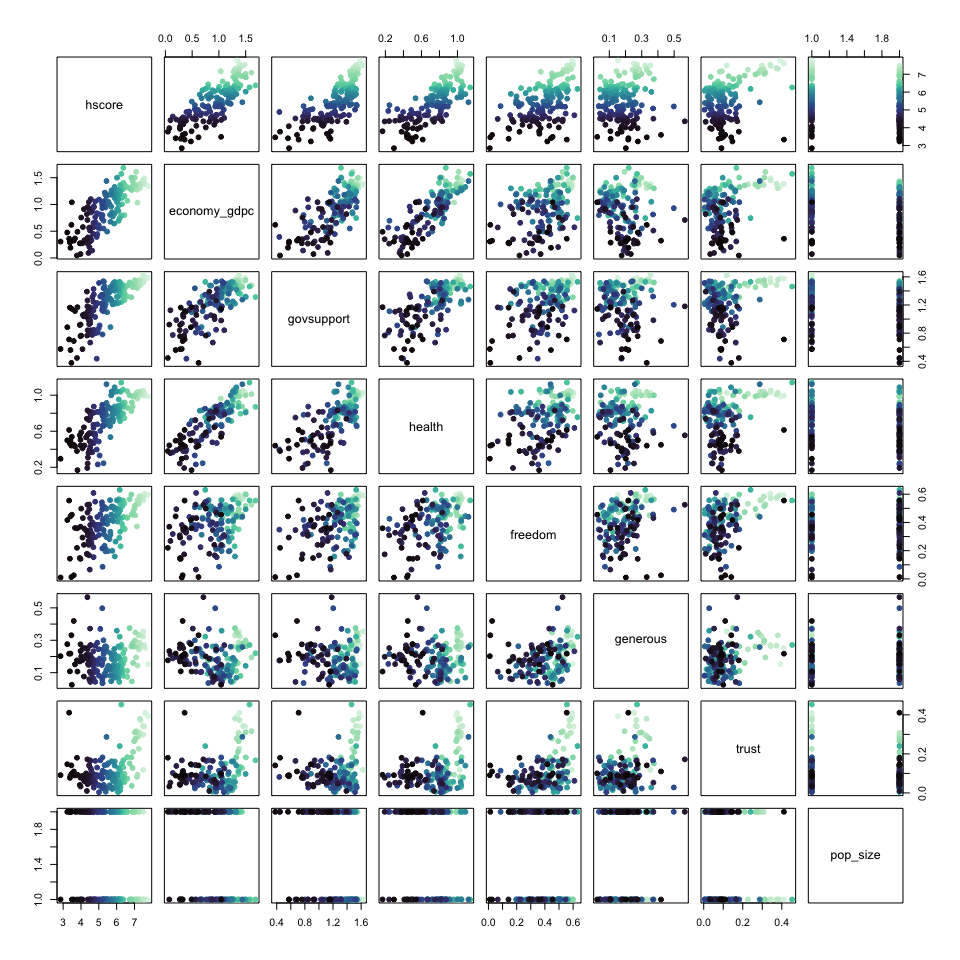 0.0 0.5 1.0 1.5 0.2 0.6 1.0 0.1 0.3 0.5 1.0 1.4 1.8
hscore
3 4 5 6 7
0.0 0.5 1.0 1.5
economy_gdpc
govsupport
0.4 0.8 1.2 1.6
0.2 0.6 1.0
health
freedom
0.0 0.2 0.4 0.6
0.1 0.3 0.5
generous
trust
0.0 0.2 0.4
1.0 1.4 1.8
pop_size
3 4 5 6 7 0.4 0.8 1.2 1.6 0.0 0.2 0.4 0.6 0.0 0.2 0.4